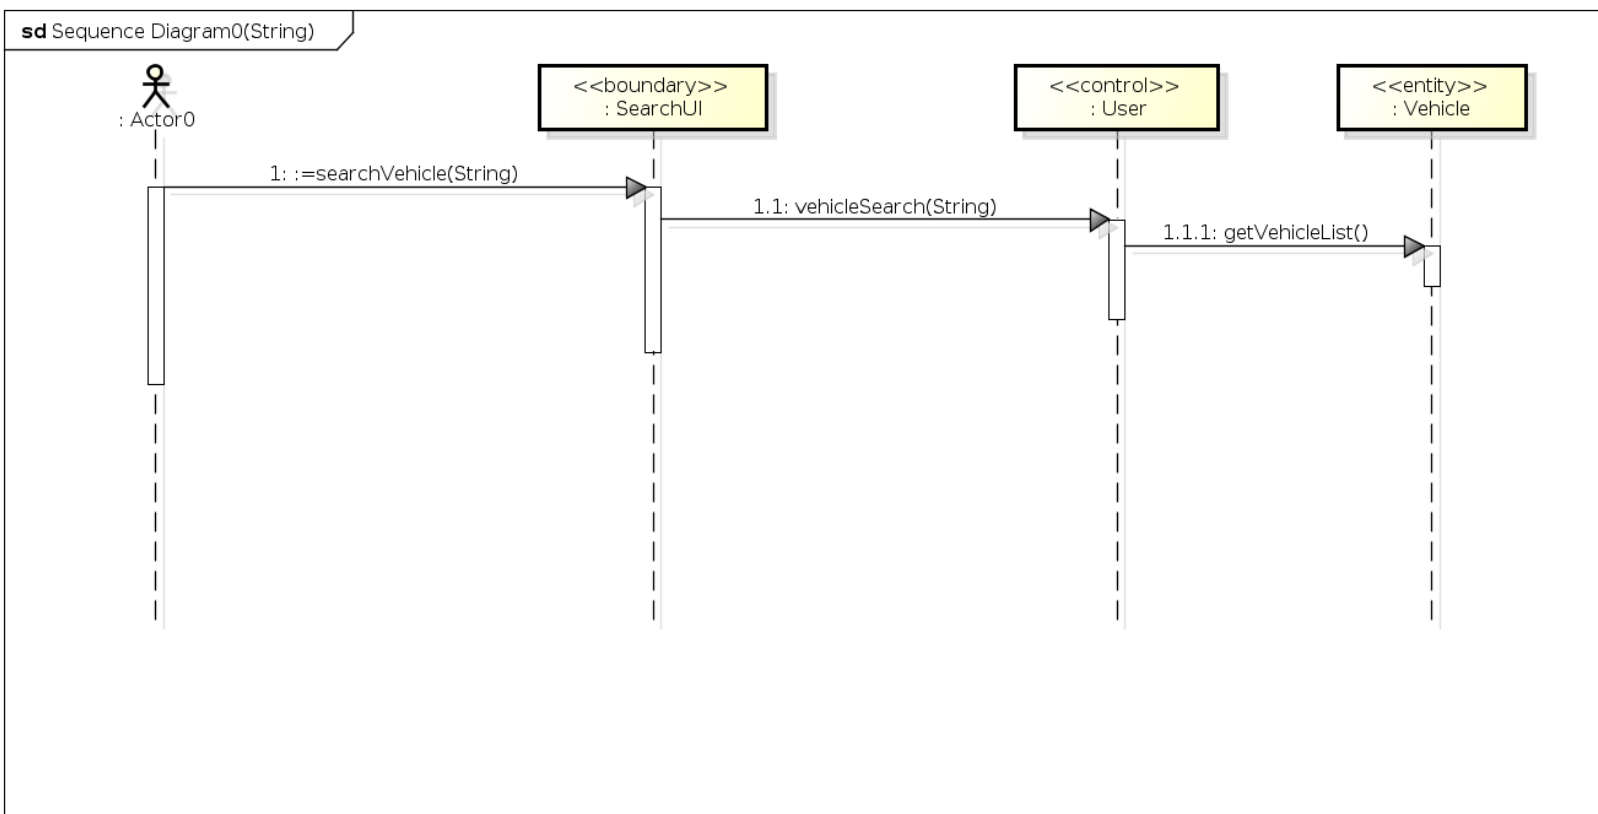 sd Sequence Diagram0(String)
: Actor0
<<boundary>>
: SearchUI
<<control>>
: User
<<entity>>
: Vehicle
1: :=searchVehicle(String)
1.1: vehicleSearch(String)
1.1.1: getVehicleList()